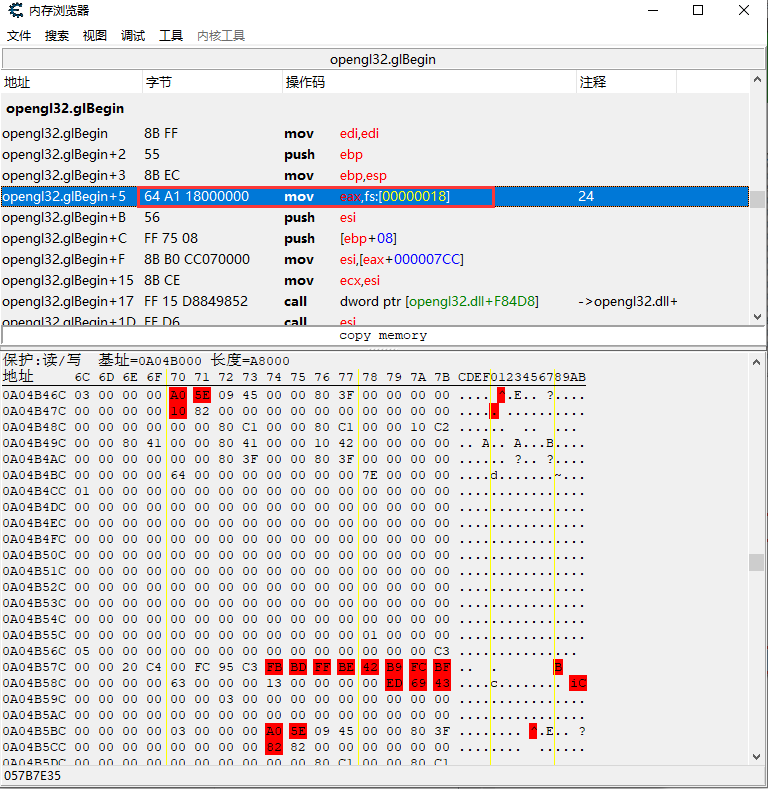 内存浏览器
文件 搜索 视图 调试 工具 内核工具
opengl32.glBegin
地址 字节 操作码 注释
opengl32.glBegin
opengl32.glBegin 8B FF mov edi,edi
opengl32.glBegin+2 55 push ebp
opengl32.glBegin+3 8B EC mov ebp,esp
opengl32.glBegin+5 64 A1 18000000 mov eax,fs:[00000018] 24
opengl32.glBegin+B 56 push esi
opengl32.glBegin+C FF 75 08 push [ebp+08]
opengl32.glBegin+F 8B B0 CC070000 mov esi,[eax+000007CC]
opengl32.glBegin+15 8B CE mov ecx,esi
opengl32.glBegin+17 FF 15 D8849852 call dword ptr [opengl32.dll+F84D8] ->opengl32.dll+
opengl32.glBegin+1D FF D6 call esi
copy memory
保护:读/写 基址=0A04B000 长度=A8000
地址 6C 6D 6E 6F 70 71 72 73 74 75 76 77 78 79 7A 7B CDEF0123456789AB
0A04B46C 03 00 00 00 A0 5E 09 45 00 00 80 3F 00 00 00 00 .....^.E.. ?....
0A04B47C 00 00 00 00 10 82 00 00 00 00 00 00 00 00 00 00
0A04B48C 00 00 00 00 00 00 80 C1 00 00 80 C1 00 00 10 C2
0A04B49C 00 00 80 41 00 00 80 41 00 00 10 42 00 00 00 00 .. A.. A...B....
0A04B4AC 00 00 00 00 00 00 80 3F 00 00 80 3F 00 00 00 00 ...... ?.. ?....
0A04B4BC 00 00 00 00 64 00 00 00 00 00 00 00 7E 00 00 00 ....d.......~...
0A04B4CC 01 00 00 00 00 00 00 00 00 00 00 00 00 00 00 00 ................
0A04B4DC 00 00 00 00 00 00 00 00 00 00 00 00 00 00 00 00 ................
0A04B4EC 00 00 00 00 00 00 00 00 00 00 00 00 00 00 00 00 ................
0A04B4FC 00 00 00 00 00 00 00 00 00 00 00 00 00 00 00 00 ................
0A04B50C 00 00 00 00 00 00 00 00 00 00 00 00 00 00 00 00 ................
0A04B51C 00 00 00 00 00 00 00 00 00 00 00 00 00 00 00 00 ................
0A04B52C 00 00 00 00 00 00 00 00 00 00 00 00 00 00 00 00 ................
0A04B53C 00 00 00 00 00 00 00 00 00 00 00 00 00 00 00 00 ................
0A04B54C 00 00 00 00 00 00 00 00 00 00 00 00 00 00 00 00 ................
0A04B55C 00 00 00 00 00 00 00 00 00 00 00 00 01 00 00 00 ................
0A04B56C 05 00 00 00 00 00 00 00 00 00 00 00 00 00 00 C3
0A04B57C 00 00 20 C4 00 FC 95 C3 FB BD FF BE 42 B9 FC BF
0A04B58C 00 00 00 00 63 00 00 00 13 00 00 00 00 ED 69 43
0A04B59C 00 00 00 00 00 00 03 00 00 00 00 00 00 00 00 00 ................
0A04B5AC 00 00 00 00 00 00 00 00 00 00 00 00 00 00 00 00 ................
0A04B5BC 00 00 00 00 03 00 00 00 A0 5E 09 45 00 00 80 3F
0A04B5CC 00 00 00 00 00 00 00 00 82 82 00 00 00 00 00 00
0A04B5DC 00 00 00 00 00 00 00 00 00 00 80 C1 00 00 80 C1
057B7E35